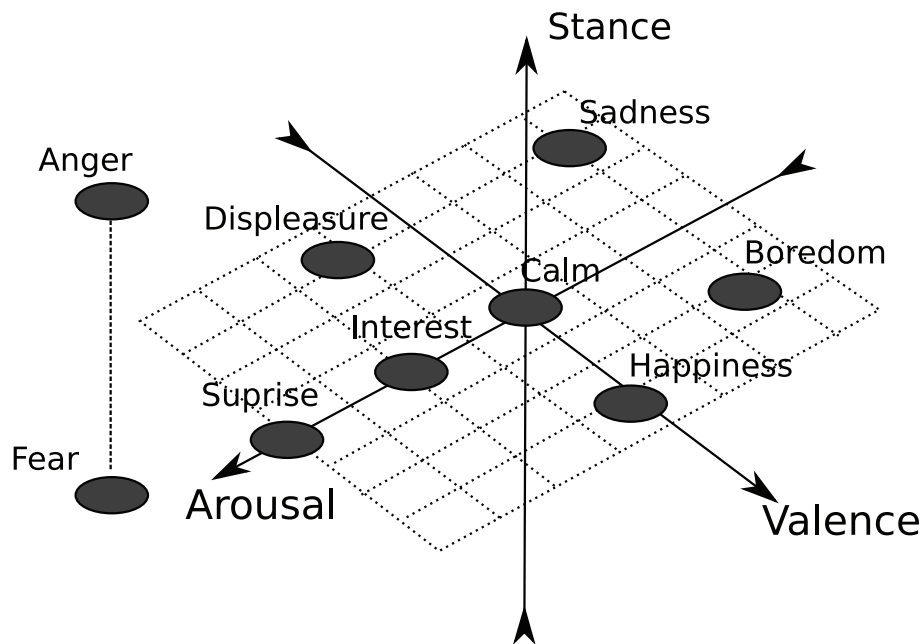 Stance
Sadness
Anger
Displeasure
Boredom
Calm
Interest
Happiness
Suprise
Fear
Arousal
Valence